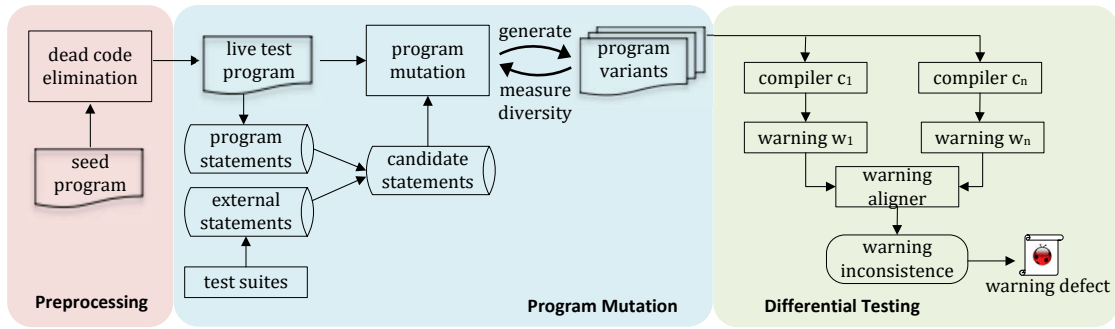 dead code
elimination
seed
program
Preprocessing
live test
program
program
mutation
generate
measure
diversity
program
variants
program
statements
candidate
statements
external
statements
test suites
Program Mutation
compiler c1
compiler cn
warning w1
warning wn
warning
aligner
warning
inconsistence
warning defect
Differential Testing